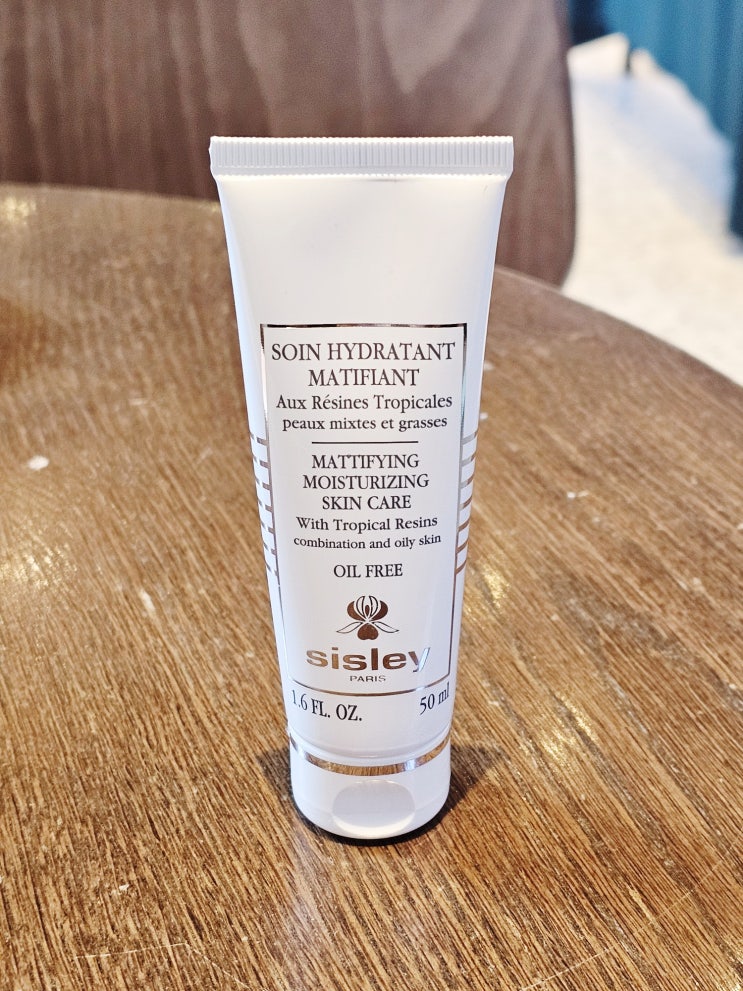 SOIN HYDRATANT
MATIFIANT
Aux Résines Tropicales
peaux mixtes et grasses
MATTIFYING
MOISTURIZING
SKIN CARE
With Tropical Resins
combination and oily skin
OIL FREE
sisley
PARIS
1.6 FL. OZ. 50 ml